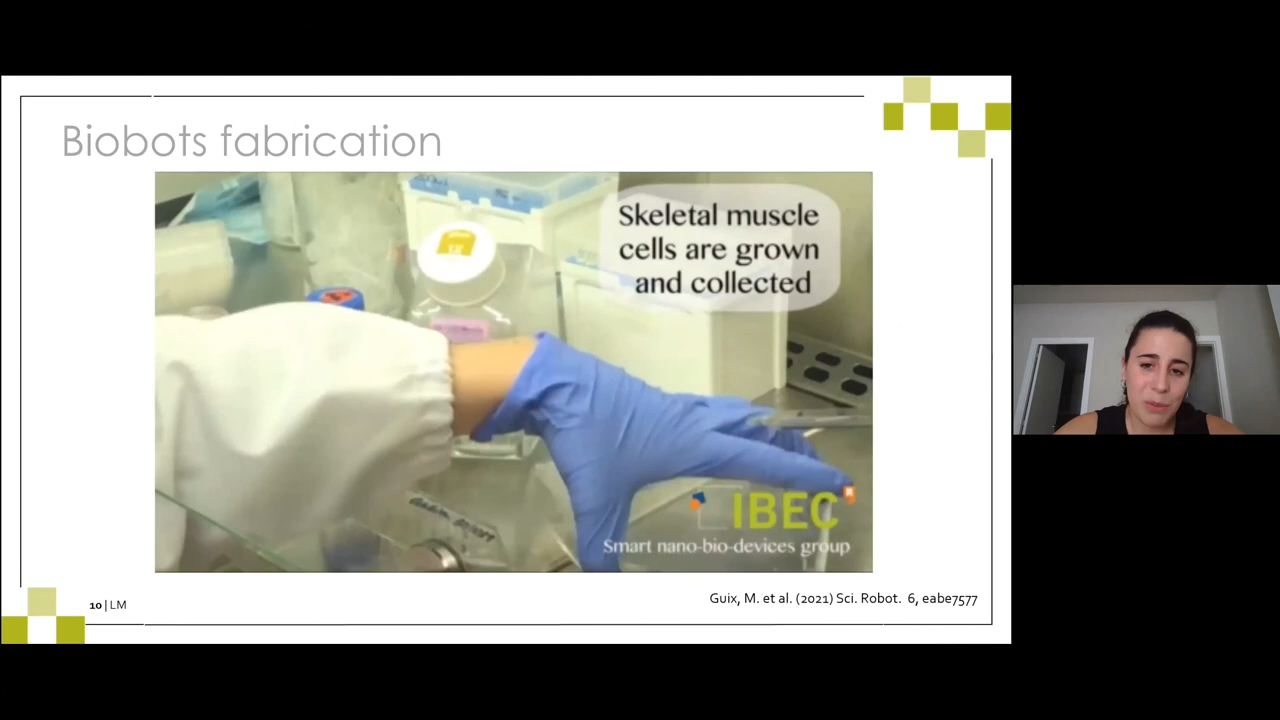 Biobots fabrication
Skeletal muscle
cells are grown
and collected
IBEC
Smart nano-bio-devices group
Guix, M. et al. (2021) Sci. Robot. 6, eabe7577
10 | LM